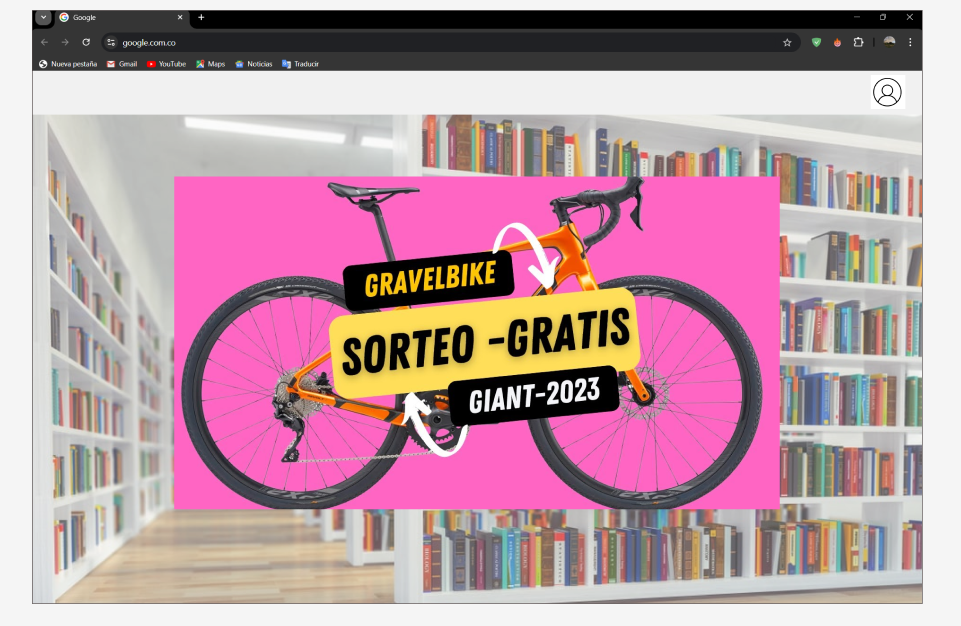 Google
google.com.co
Nueva pestaña Gmail YouTube Maps Noticias Traducir
GRAVELBIKE
SORTEO -GRATIS
GIANT-2023